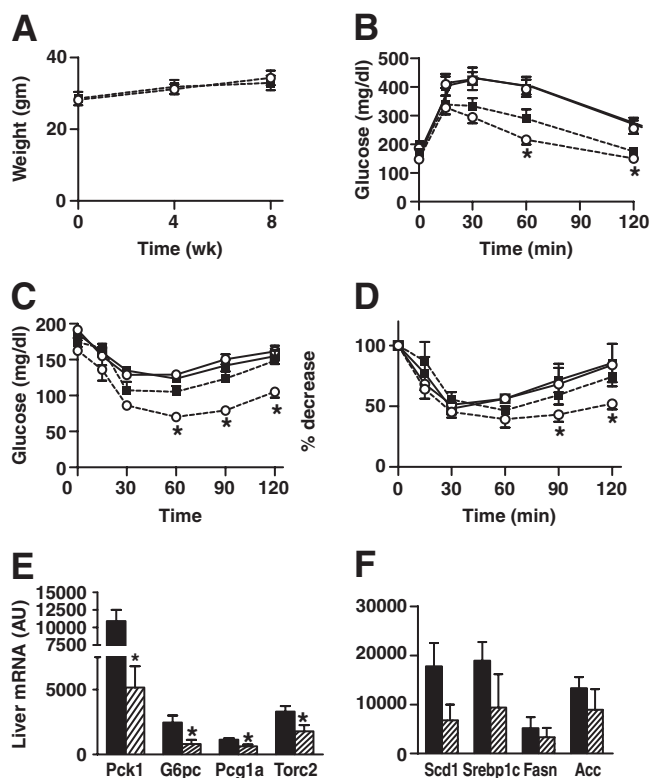 A
Weight (gm)
40
20
0
0 4 8
Time (wk)
B
Glucose (mg/dl)
500
400
300
200
100
0
0 30 60 90 120
Time (min)
*
*
C
Glucose (mg/dl)
200
150
100
50
0
0 30 60 90 120
Time
* * *
D
% decrease
100
50
0
0 30 60 90 120
Time (min)
* *
E
Liver mRNA (AU)
15000
12500
10000
7500
5000
0
* * * *
Pck1 G6pc Pcg1a Torc2
F
30000
20000
10000
0
Scd1 Srebp1c Fasn Acc